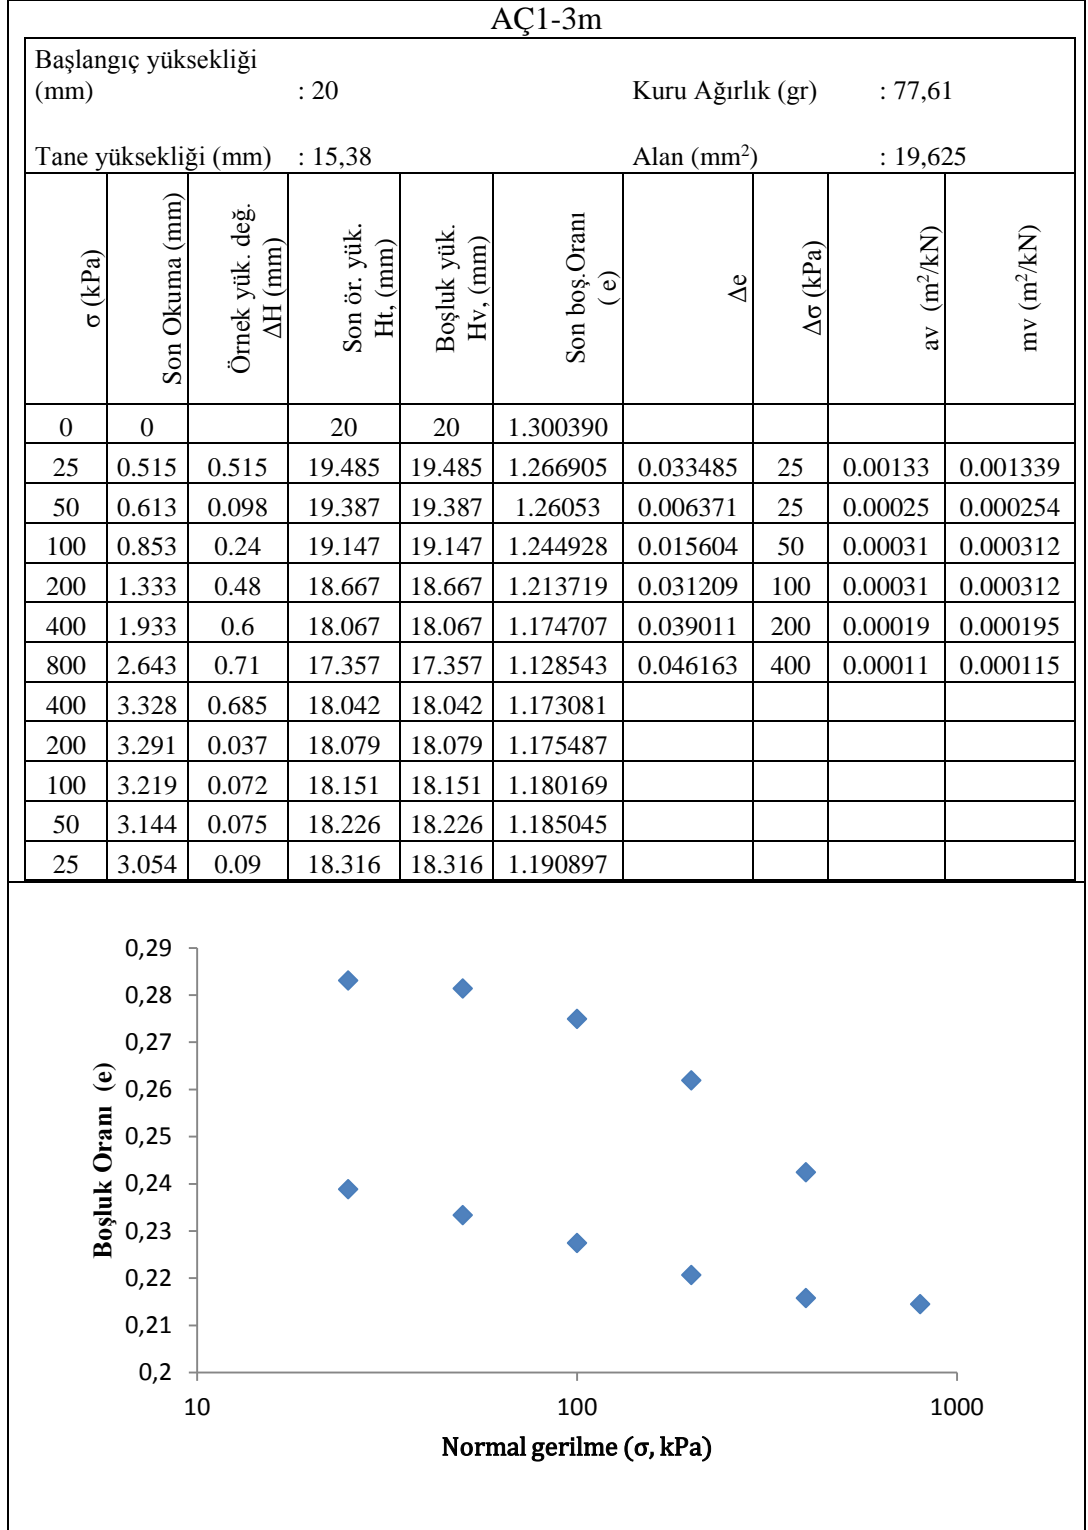 AÇ1-3m
Başlangıç yüksekliği
(mm) : 20 Kuru Ağırlık (gr) : 77,61
Tane yüksekliği (mm) : 15,38 Alan (mm²) : 19,625
σ (kPa)
Son Okuma (mm)
Örnek yük. değ.
ΔH (mm)
Son ör. yük.
Ht, (mm)
Boşluk yük.
Hv, (mm)
Son boş.Oranı
( e)
Δe
Δσ (kPa)
av (m²/kN)
mv (m²/kN)
0 0 20 20 1.300390
25 0.515 0.515 19.485 19.485 1.266905 0.033485 25 0.00133 0.001339
50 0.613 0.098 19.387 19.387 1.26053 0.006371 25 0.00025 0.000254
100 0.853 0.24 19.147 19.147 1.244928 0.015604 50 0.00031 0.000312
200 1.333 0.48 18.667 18.667 1.213719 0.031209 100 0.00031 0.000312
400 1.933 0.6 18.067 18.067 1.174707 0.039011 200 0.00019 0.000195
800 2.643 0.71 17.357 17.357 1.128543 0.046163 400 0.00011 0.000115
400 3.328 0.685 18.042 18.042 1.173081
200 3.291 0.037 18.079 18.079 1.175487
100 3.219 0.072 18.151 18.151 1.180169
50 3.144 0.075 18.226 18.226 1.185045
25 3.054 0.09 18.316 18.316 1.190897
Boşluk Oranı (e)
0,29
0,28
0,27
0,26
0,25
0,24
0,23
0,22
0,21
0,2
10 100 1000
Normal gerilme (σ, kPa)